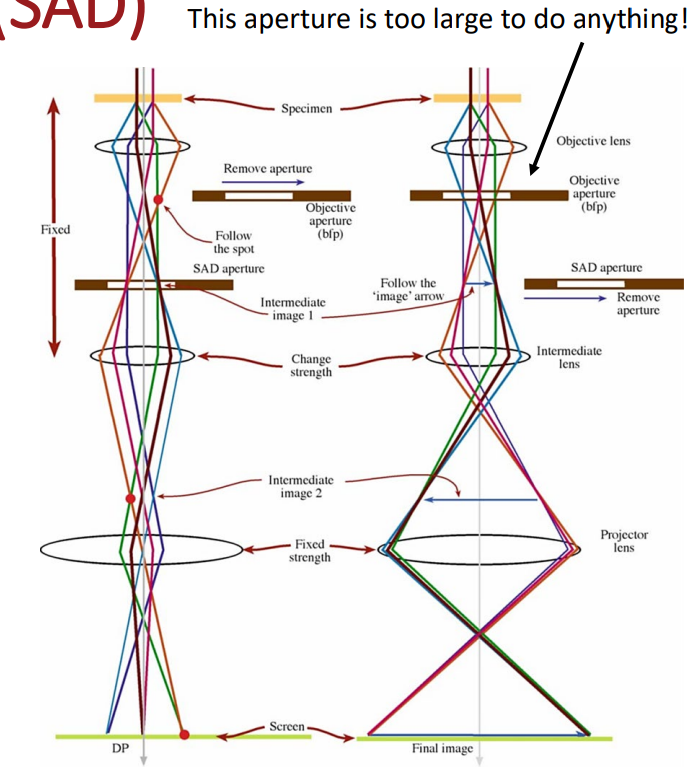 (SAD)
This aperture is too large to do anything!
Specimen
Objective lens
Remove aperture
Objective
aperture
(bfp)
Objective
aperture
(bfp)
Fixed
Follow
the spot
SAD aperture
Follow the
‘image’ arrow
SAD aperture
Intermediate
image 1
Remove
aperture
Change
strength
Intermediate
lens
Intermediate
image 2
Fixed
strength
Projector
lens
Screen
DP
Final image